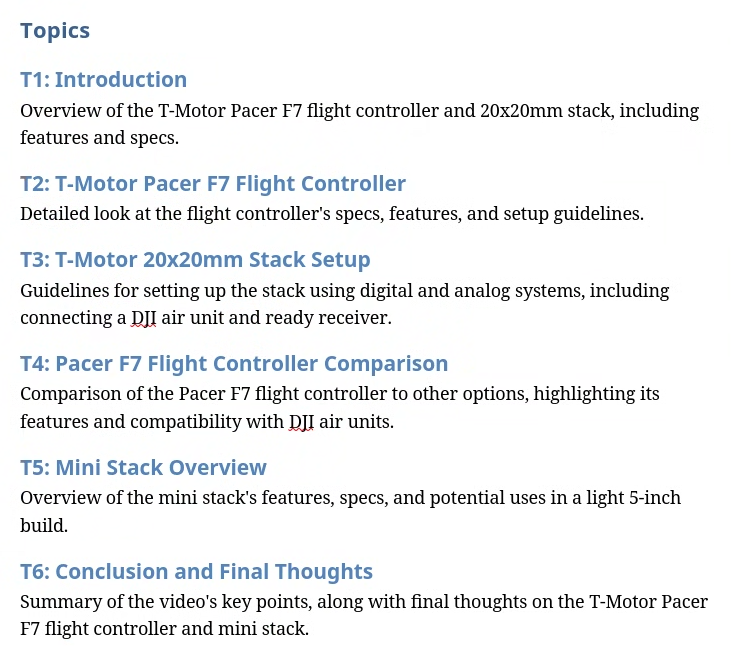 Topics
T1: Introduction
Overview of the T-Motor Pacer F7 flight controller and 20x20mm stack, including
features and specs.
T2: T-Motor Pacer F7 Flight Controller
Detailed look at the flight controller's specs, features, and setup guidelines.
T3: T-Motor 20x20mm Stack Setup
Guidelines for setting up the stack using digital and analog systems, including
connecting a DJI air unit and ready receiver.
T4: Pacer F7 Flight Controller Comparison
Comparison of the Pacer F7 flight controller to other options, highlighting its
features and compatibility with DJI air units.
T5: Mini Stack Overview
Overview of the mini stack's features, specs, and potential uses in a light 5-inch
build.
T6: Conclusion and Final Thoughts
Summary of the video's key points, along with final thoughts on the T-Motor Pacer
F7 flight controller and mini stack.